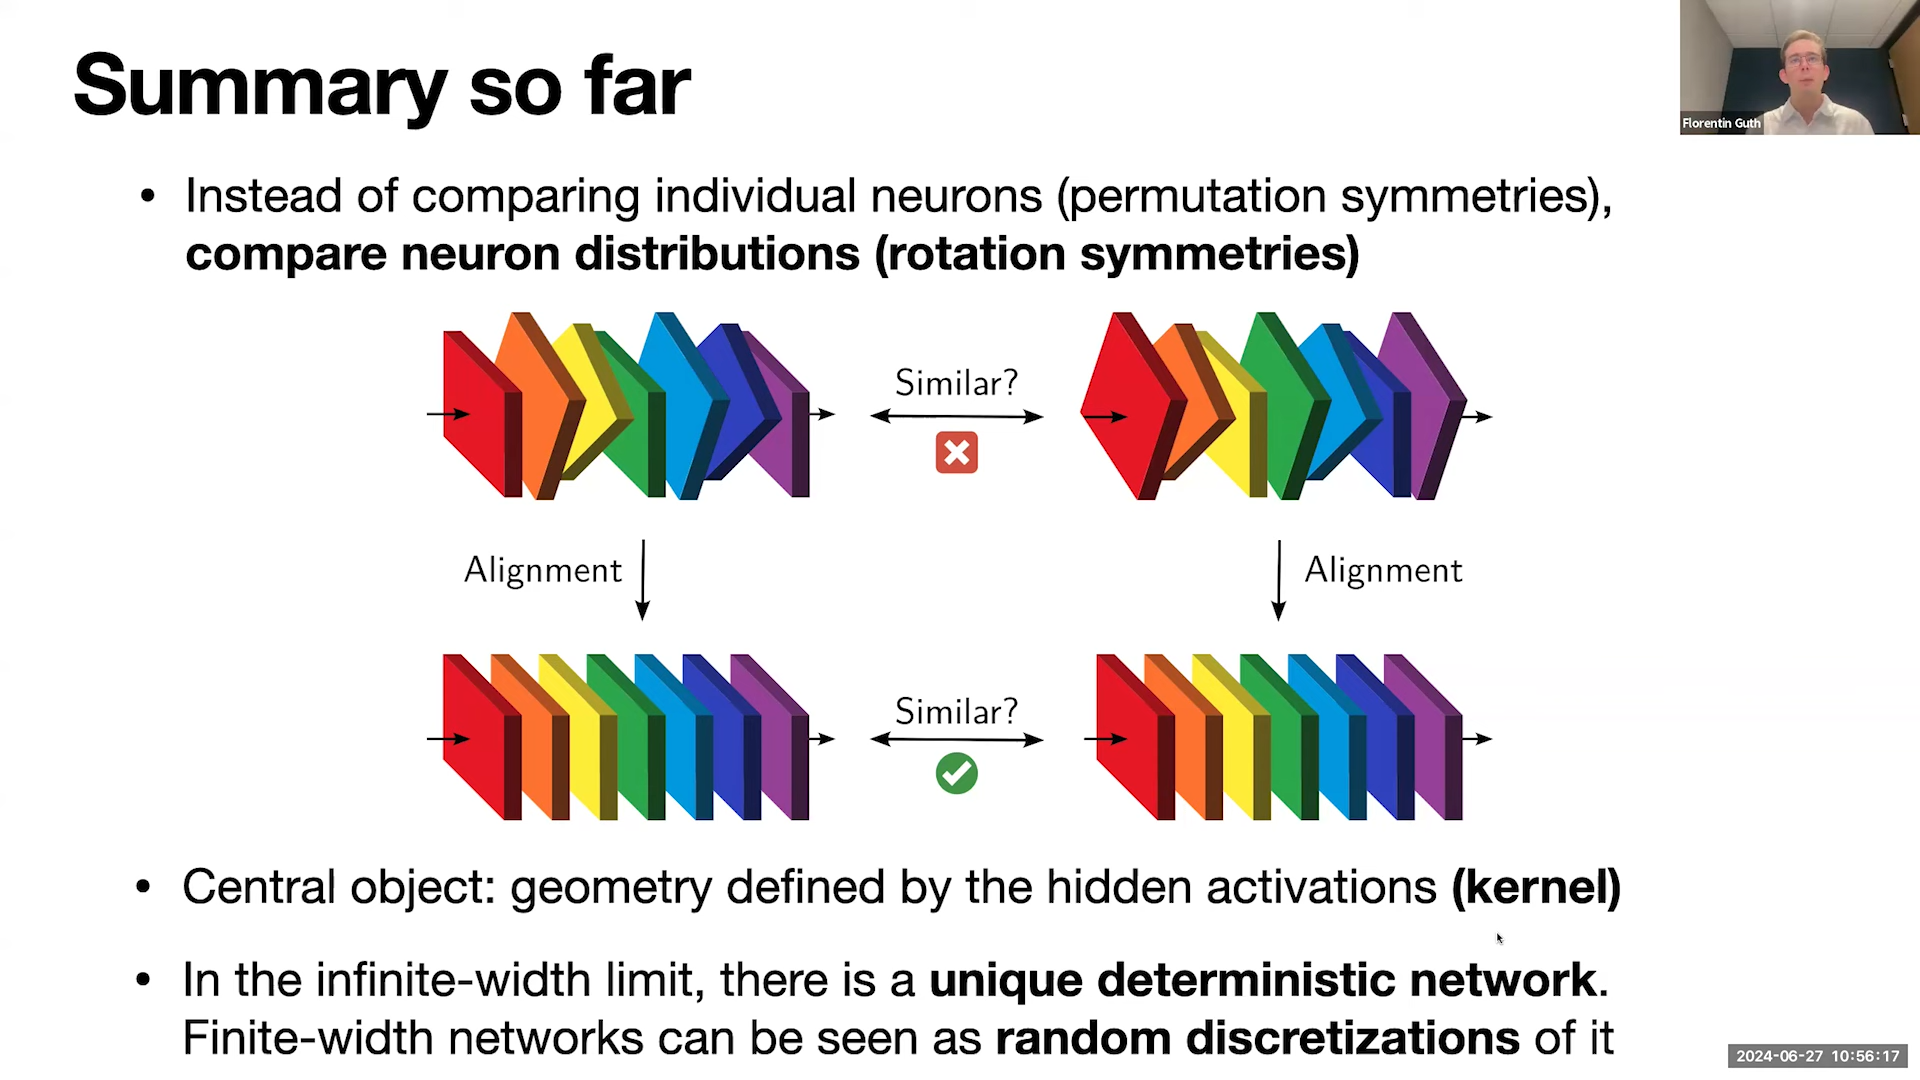 Summary so far
Florentin Guth
• Instead of comparing individual neurons (permutation symmetries),
compare neuron distributions (rotation symmetries)
Similar?
Alignment
Alignment
Similar?
• Central object: geometry defined by the hidden activations (kernel)
• In the infinite-width limit, there is a unique deterministic network.
Finite-width networks can be seen as random discretizations of it
2024-06-27 10:56:17